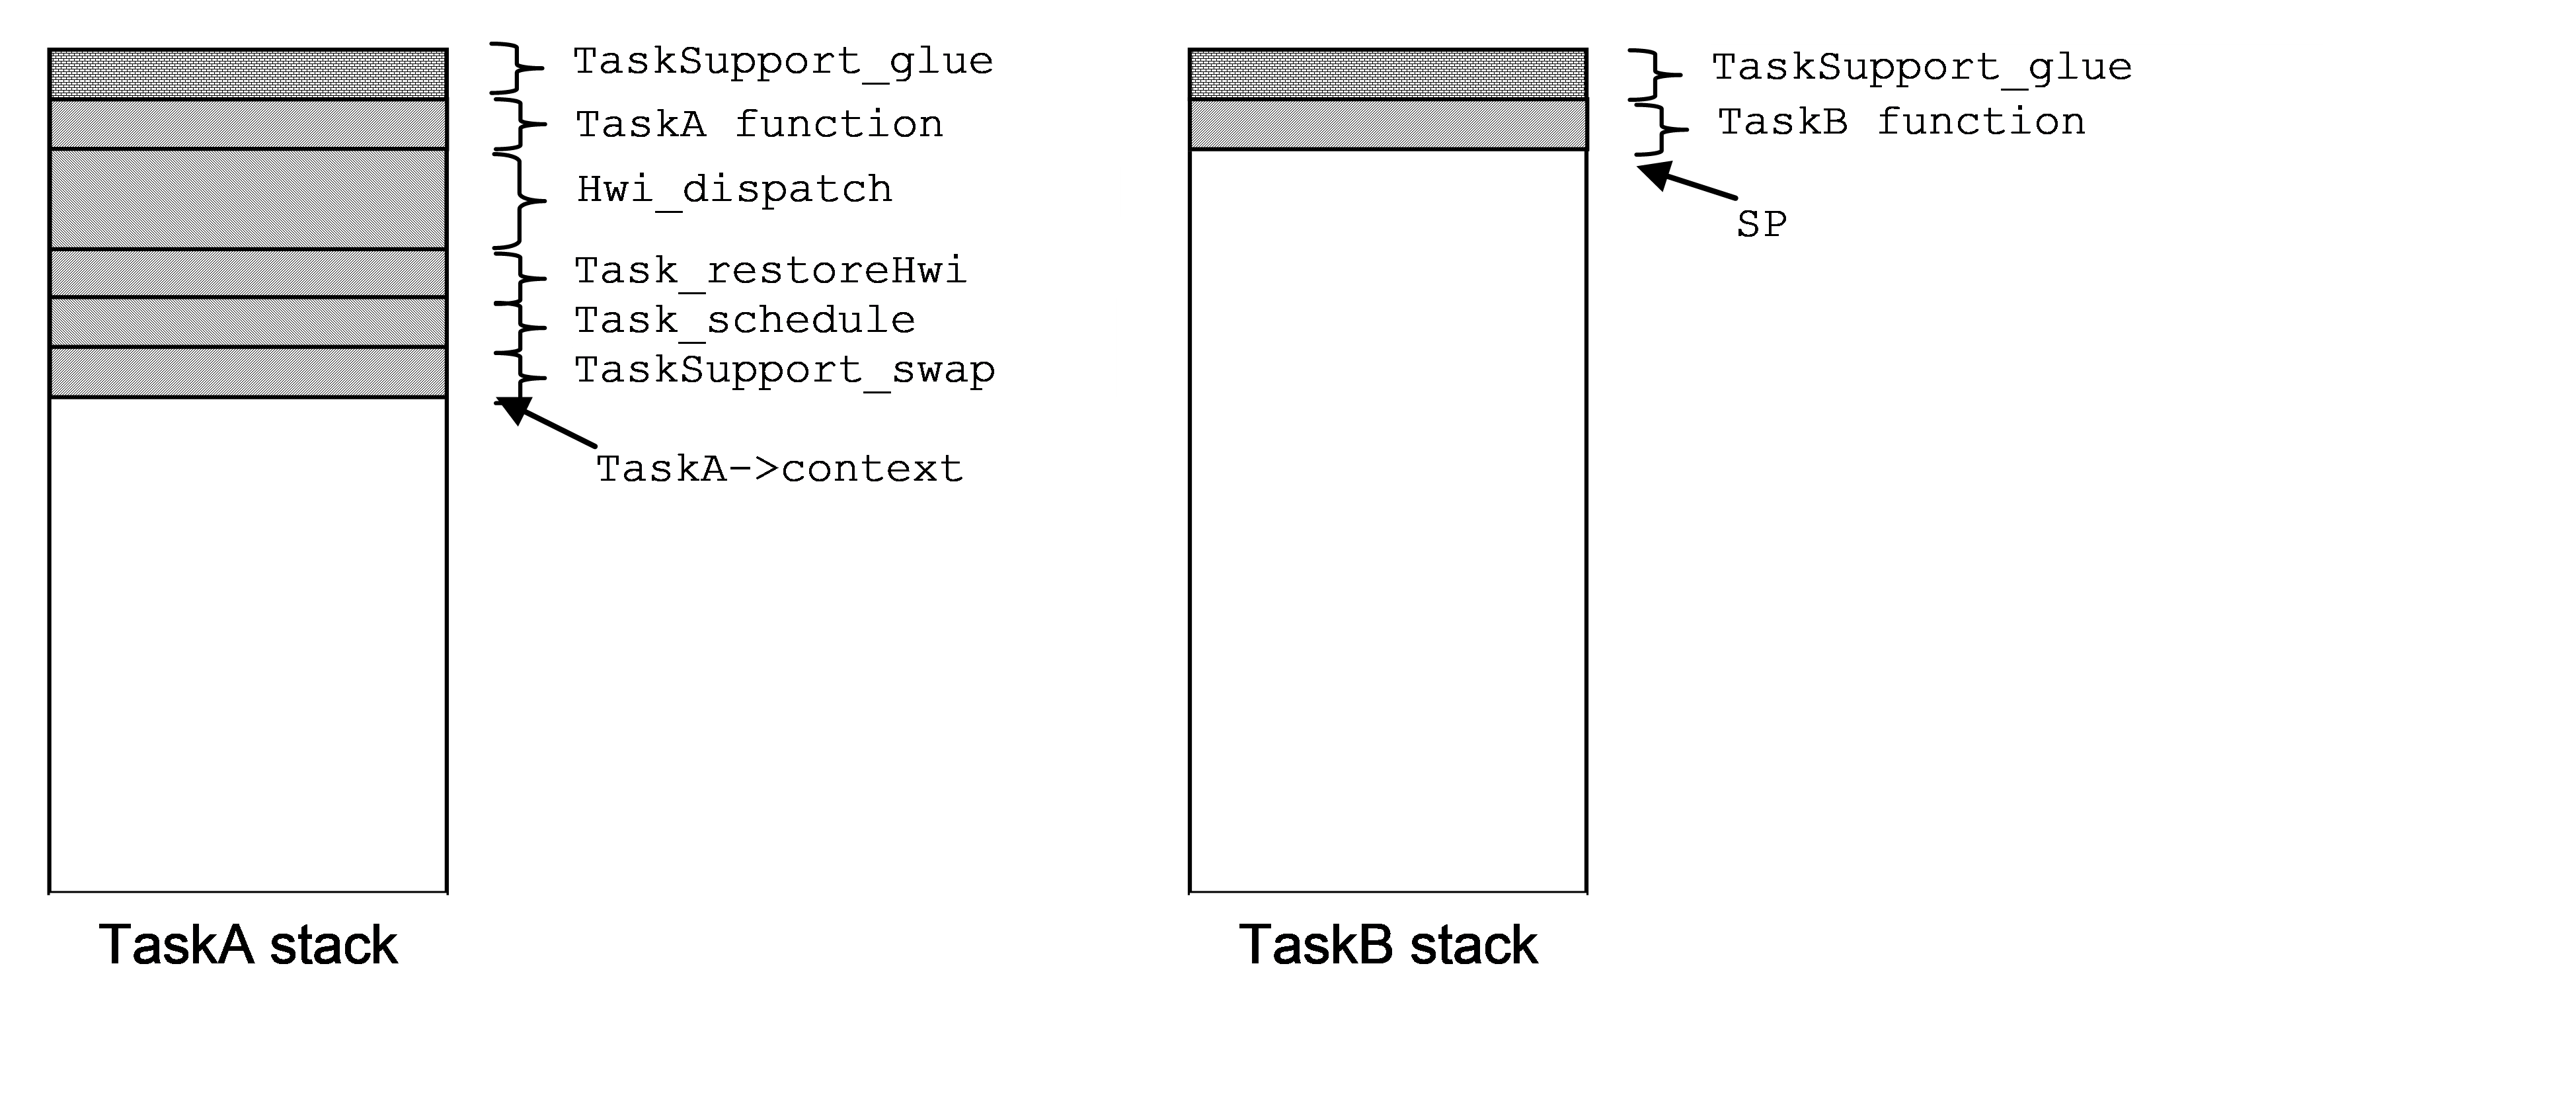 TaskSupport_glue
TaskA function
Hwi_dispatch
Task_restoreHwi
Task_schedule
TaskSupport_swap
TaskA->context
TaskA stack
TaskSupport_glue
TaskB function
SP
TaskB stack